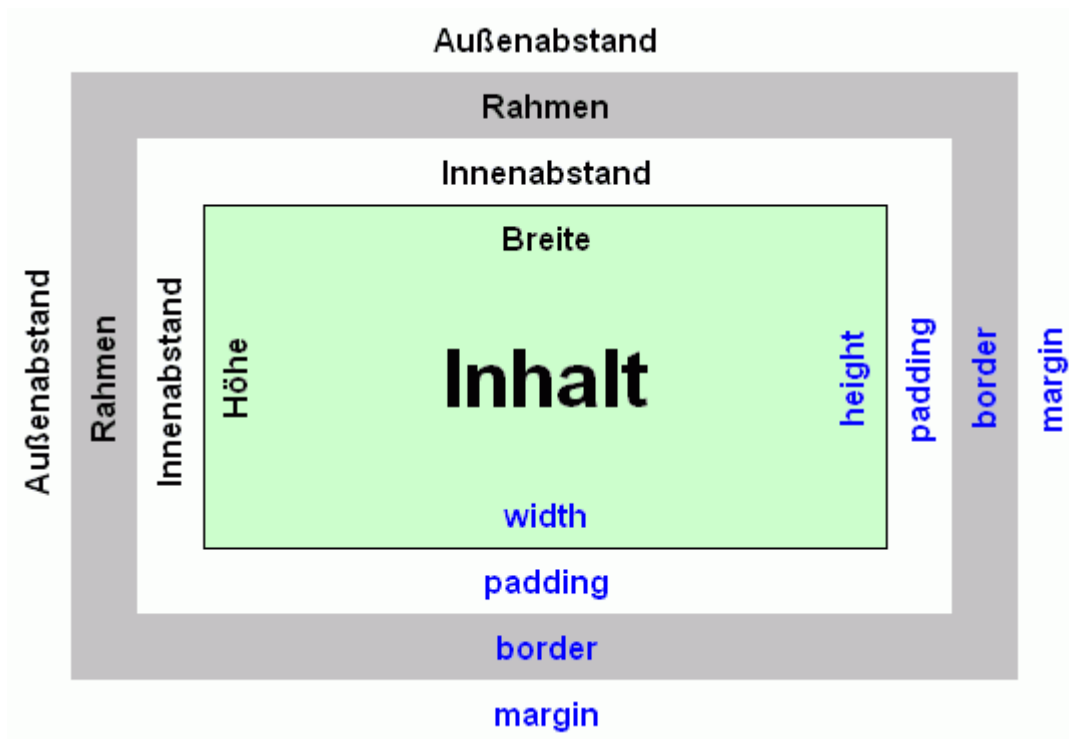 Außenabstand
Rahmen
Innenabstand
Breite
Außenabstand
Rahmen
Innenabstand
Höhe
Inhalt
height
padding
border
margin
width
padding
border
margin